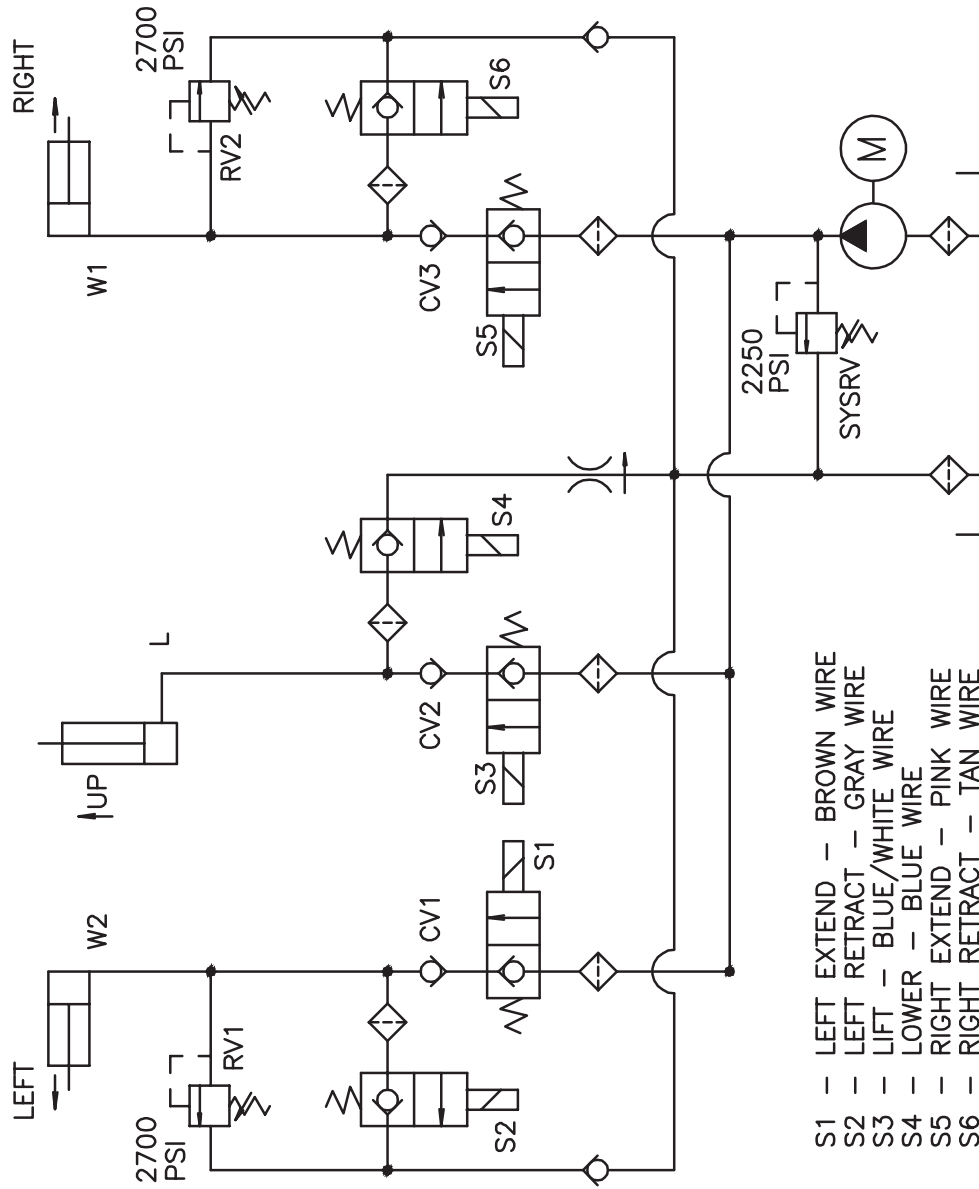 LEFT
UP
RIGHT
W2
L
W1
2700
PSI
RV1
2700
PSI
RV2
S2
CV1
S1
CV2
S3
S4
CV3
S5
S6
2250
PSI
SYSRV
M
S1 – LEFT EXTEND – BROWN WIRE
S2 – LEFT RETRACT – GRAY WIRE
S3 – LIFT – BLUE/WHITE WIRE
S4 – LOWER – BLUE WIRE
S5 – RIGHT EXTEND – PINK WIRE
S6 – RIGHT RETRACT – TAN WIRE